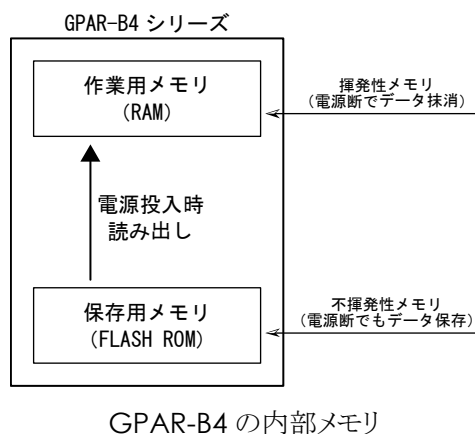 GPAR-B4 シリーズ
作業用メモリ
(RAM)
揮発性メモリ
(電源断でデータ抹消)
電源投入時
読み出し
保存用メモリ
(FLASH ROM)
不揮発性メモリ
(電源断でもデータ保存)
GPAR-B4 の内部メモリ